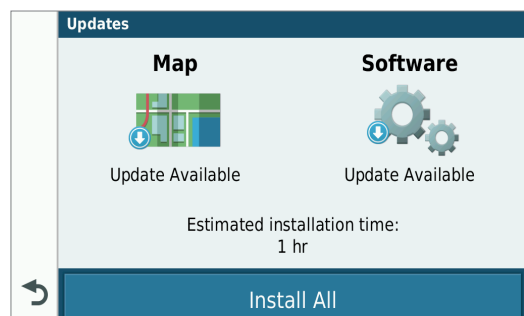 Updates
Map
Software
Update Available
Update Available
Estimated installation time:
1 hr
Install All